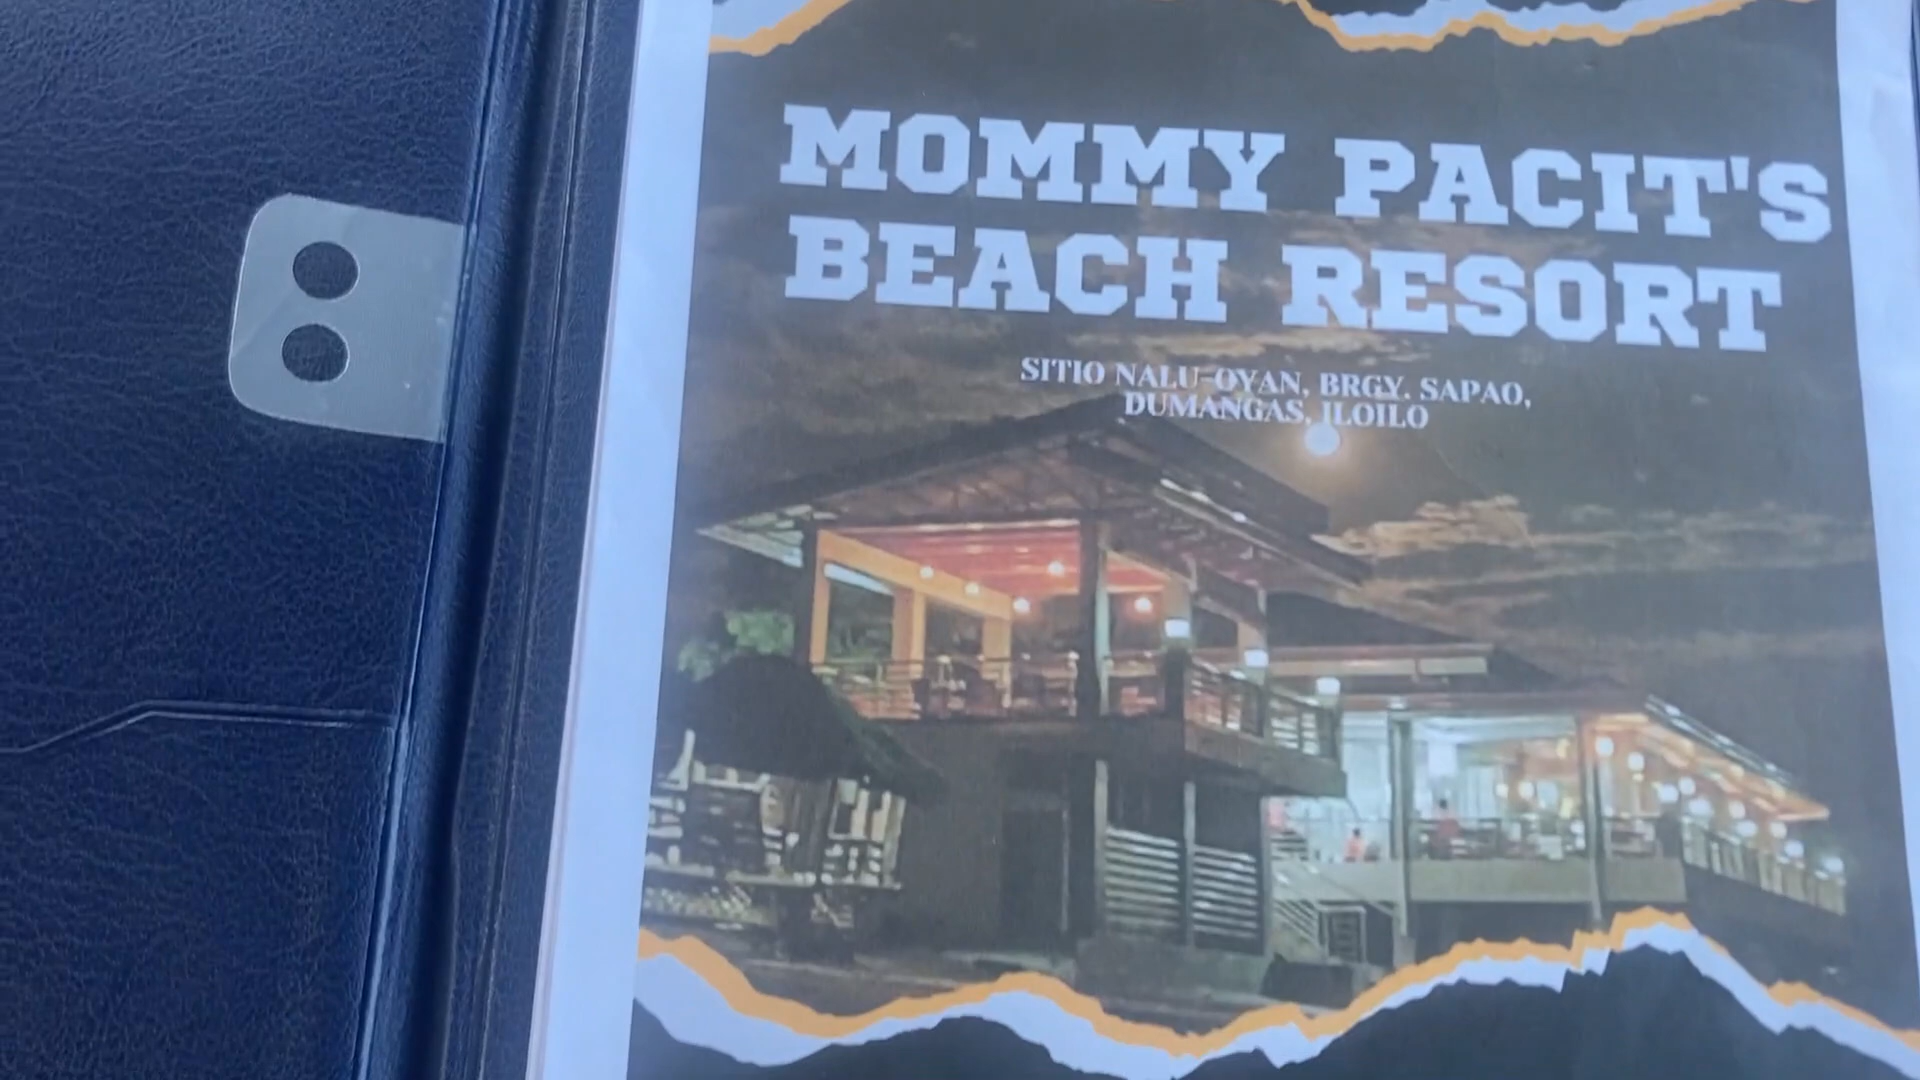 MOMMY PACIT'S
BEACH RESORT
SITIO NALU-OYAN, BRGY. SAPAO,
DUMANGAS, ILOILO